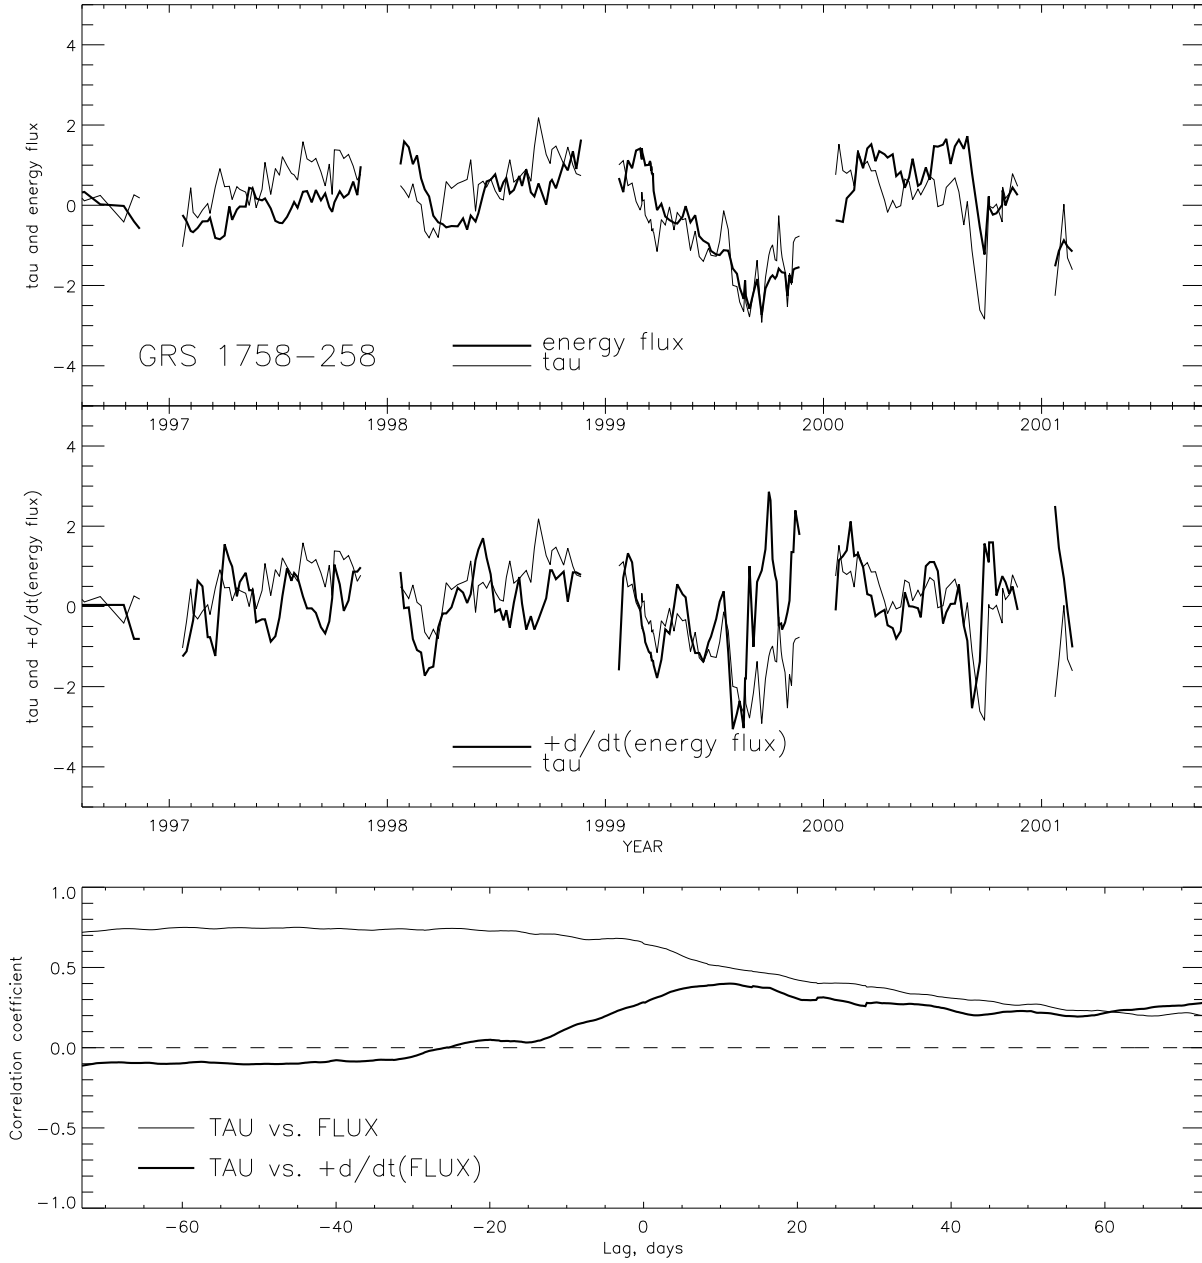 tau and energy flux
4
2
0
−2
−4
GRS 1758−258
energy flux
tau
1997
1998
1999
2000
2001
tau and +d/dt(energy flux)
4
2
0
−2
−4
+d/dt(energy flux)
tau
1997
1998
1999
2000
2001
YEAR
Correlation coefficient
1.0
0.5
0.0
−0.5
−1.0
TAU vs. FLUX
TAU vs. +d/dt(FLUX)
−60
−40
−20
0
20
40
60
Lag, days